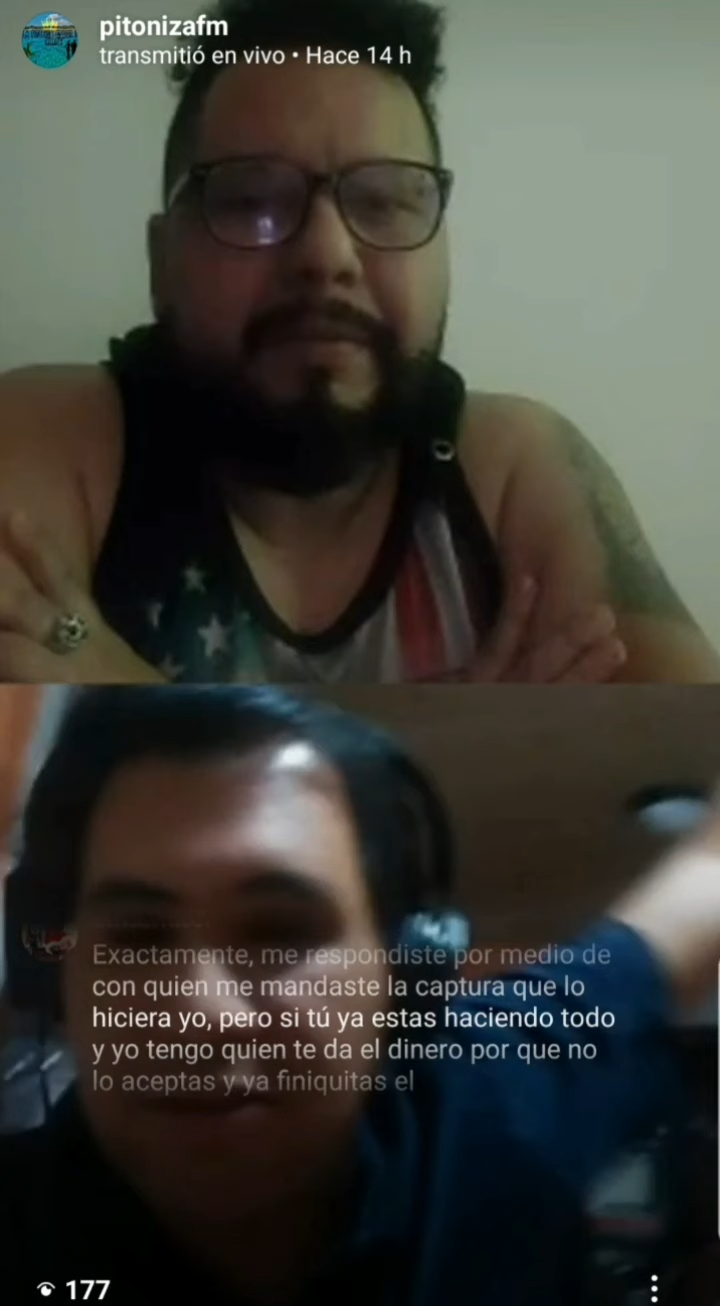 pitonizafm
transmitió en vivo • Hace 14 h
Exactamente, me respondiste por medio de
con quien me mandaste la captura que lo
hiciera yo, pero si tú ya estas haciendo todo
y yo tengo quien te da el dinero por que no
lo aceptas y ya finiquitas el
177